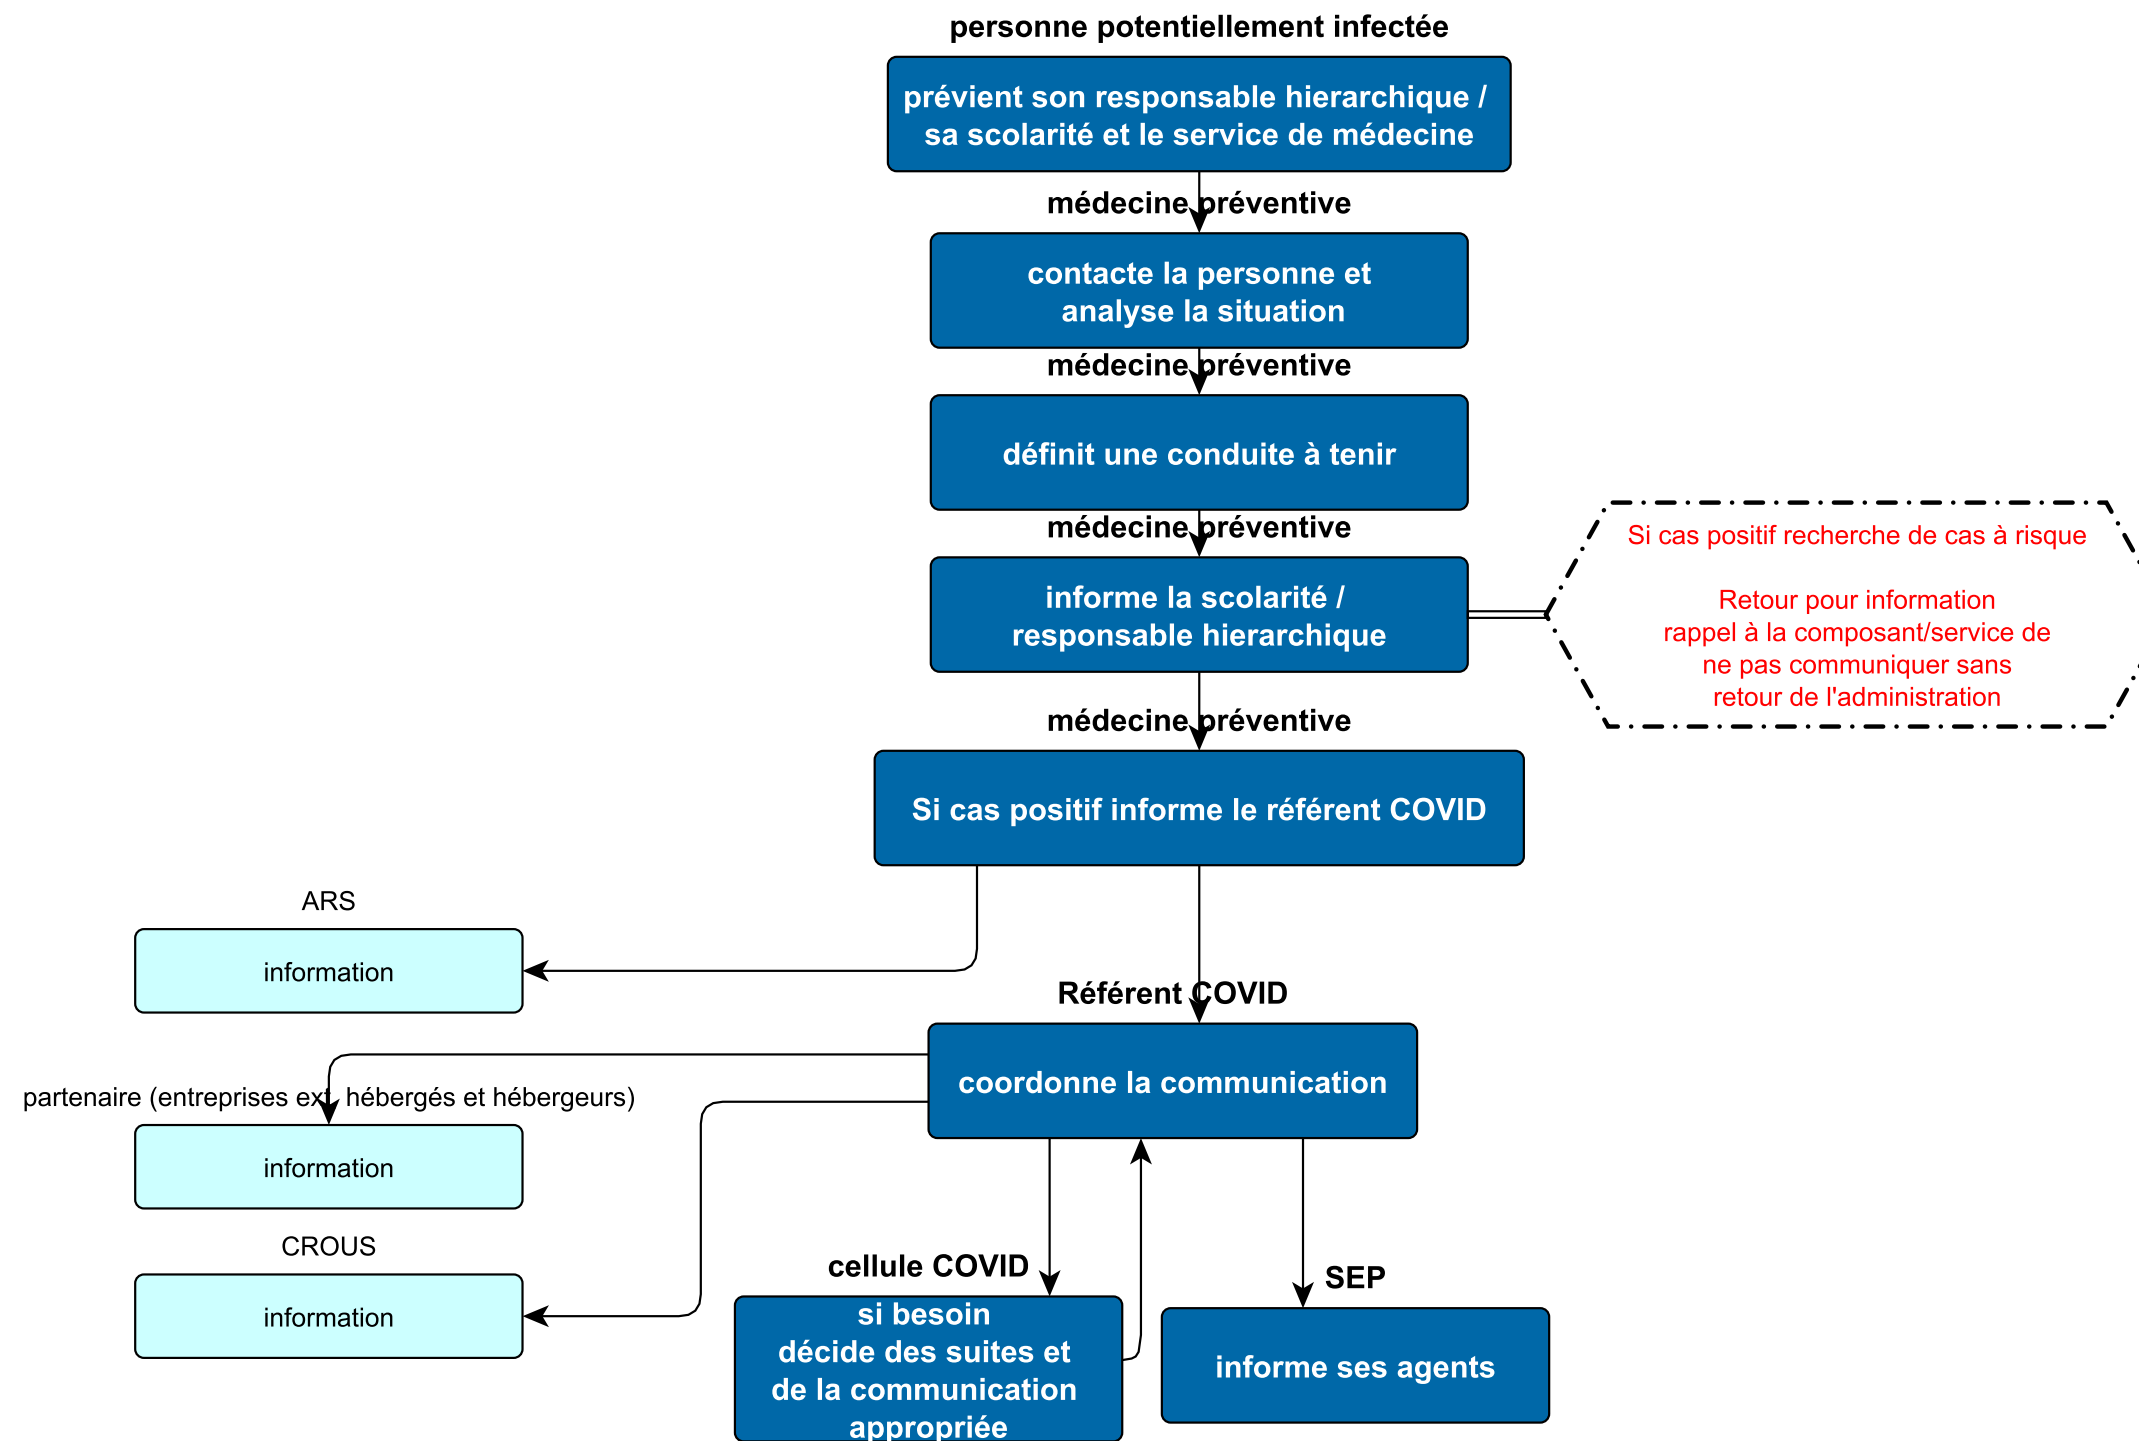 personne potentiellement infectée
prévient son responsable hierarchique /
sa scolarité et le service de médecine
médecine préventive
contacte la personne et
analyse la situation
médecine préventive
définit une conduite à tenir
médecine préventive
informe la scolarité /
responsable hierarchique
Si cas positif recherche de cas à risque
Retour pour information
rappel à la composant/service de
ne pas communiquer sans
retour de l'administration
médecine préventive
Si cas positif informe le référent COVID
ARS
information
Référent COVID
coordonne la communication
partenaire (entreprises ext, hébergés et hébergeurs)
information
CROUS
information
cellule COVID
si besoin
décide des suites et
de la communication
appropriée
SEP
informe ses agents